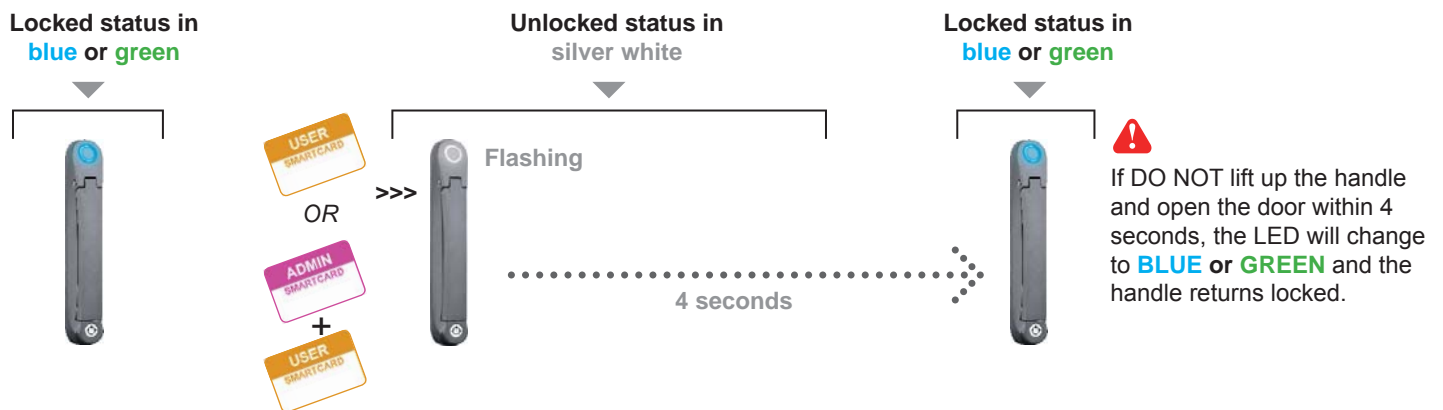 Locked status in
blue or green
Unlocked status in
silver white
Locked status in
blue or green
USER
SMARTCARD
OR
ADMIN
SMARTCARD
+
USER
SMARTCARD
>>>
Flashing
4 seconds
If DO NOT lift up the handle
and open the door within 4
seconds, the LED will change
to BLUE or GREEN and the
handle returns locked.